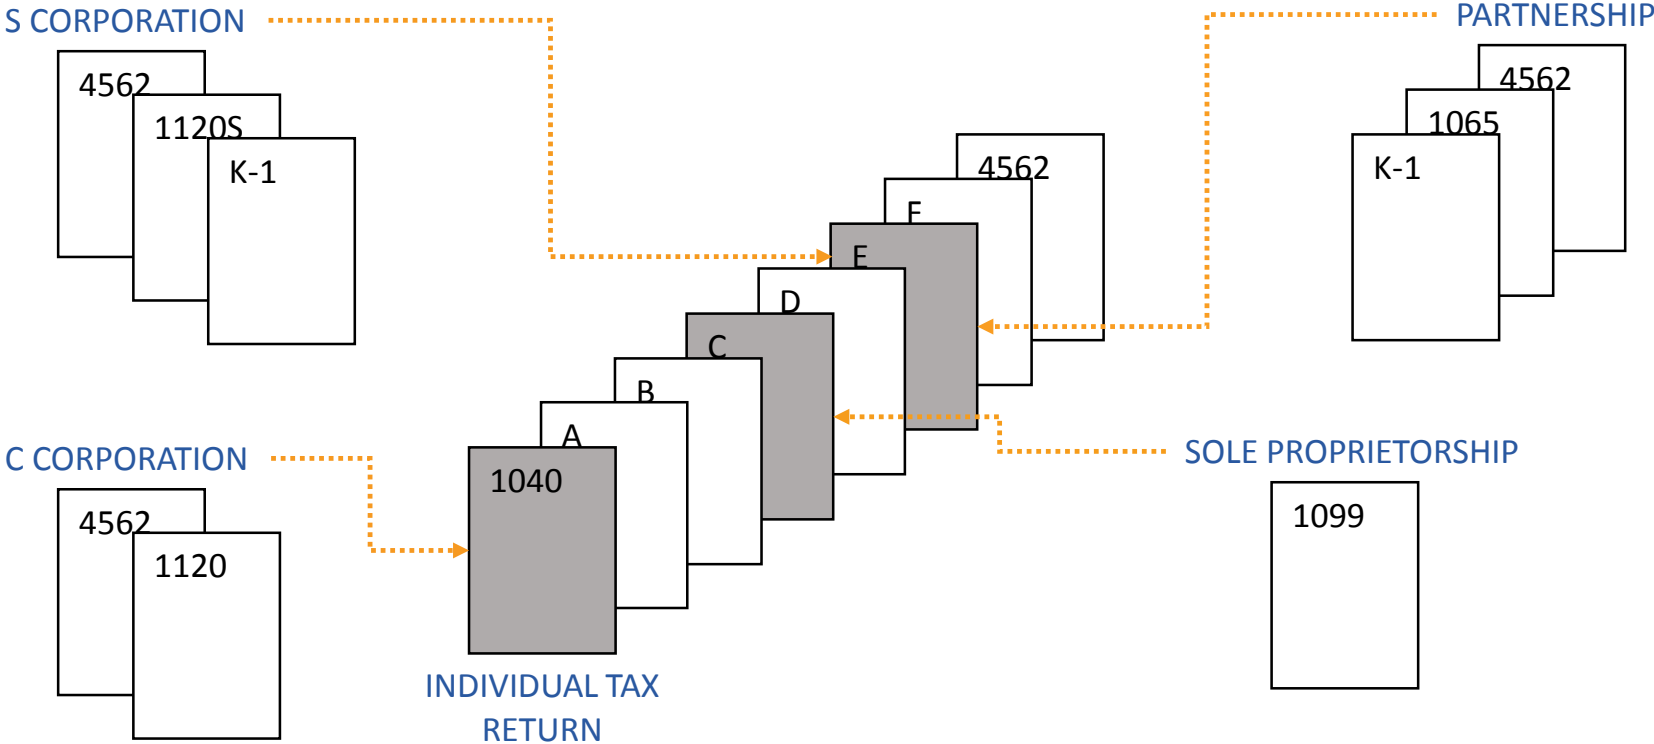 S CORPORATION
4562
1120S
K-1
PARTNERSHIP
4562
1065
K-1
4562
F
E
D
C
B
A
1040
INDIVIDUAL TAX
RETURN
C CORPORATION
4562
1120
SOLE PROPRIETORSHIP
1099